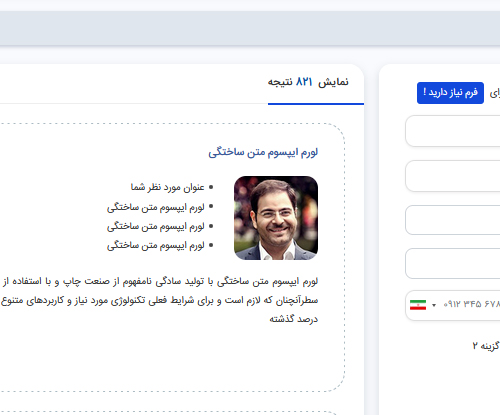 نمایش ۸۲۱ نتیجه
لورم ایپسوم متن ساختگی
عنوان مورد نظر شما
لورم ایپسوم متن ساختگی
لورم ایپسوم متن ساختگی
لورم ایپسوم متن ساختگی
لورم ایپسوم متن ساختگی با تولید سادگی نامفهوم از صنعت چاپ و با استفاده از
سطرآنچنان که لازم است و برای شرایط فعلی تکنولوژی مورد نیاز و کاربردهای متنوع
درصد گذشته
فرم نیاز دارید !
۰۹۱۲ ۳۴۵ ۶۷۸
گزینه ۲